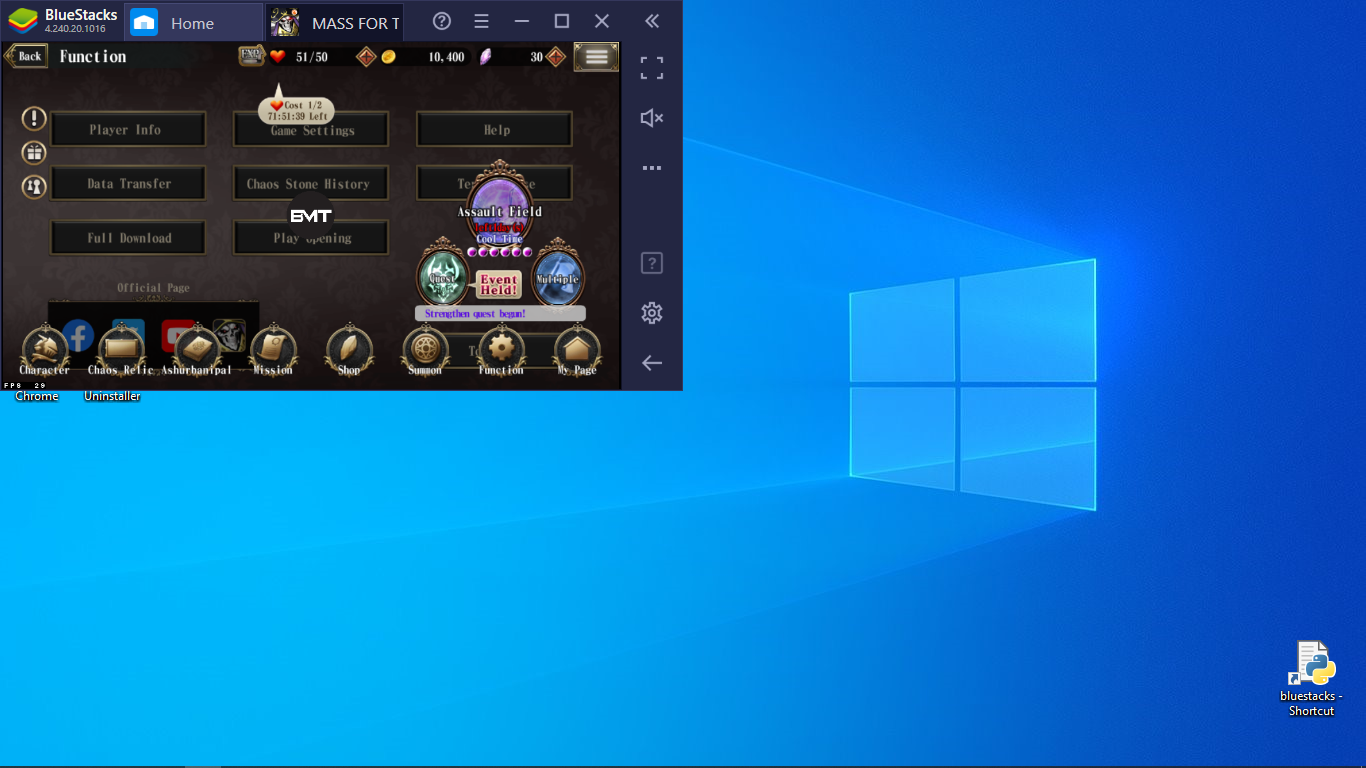 BlueStacks
4.240.20.1016
Home
MASS FOR T
Back
Function
EXP
51/50
10,400
30
Cost 1/2
71:51:39 Left
Player Info
Game Settings
Help
Data Transfer
Chaos Stone History
Assault Field
Cool Time
6MT
Full Download
Play Opening
Quest
Event
Held!
Multiple
Official Page
Strengthen quest begun!
Character
Chaos Relic
Ashurbanipal
Mission
Shop
Summon
Function
My Page
FPS 29
Chrome
Uninstaller
bluestacks -
Shortcut